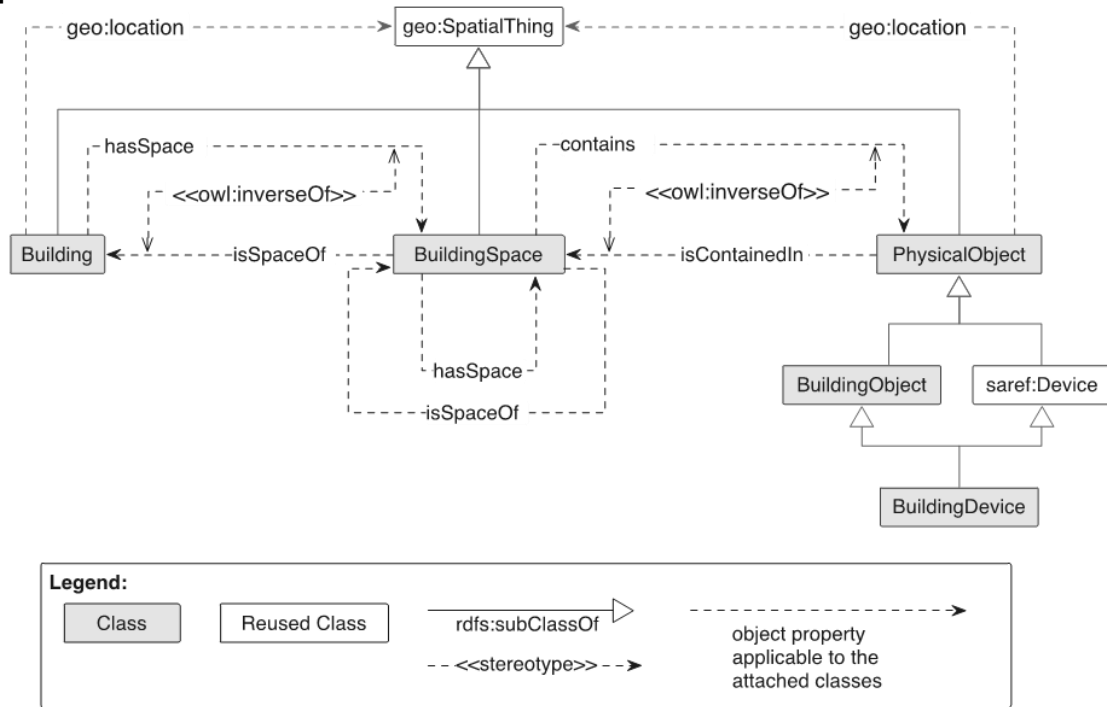 geo:location
geo:SpatialThing
geo:location
hasSpace
contains
<<owl:inverseOf>>
<<owl:inverseOf>>
Building
isSpaceOf
BuildingSpace
isContainedIn
PhysicalObject
hasSpace
isSpaceOf
BuildingObject
saref:Device
BuildingDevice
Legend:
Class
Reused Class
rdfs:subClassOf
<<stereotype>>
object property
applicable to the
attached classes